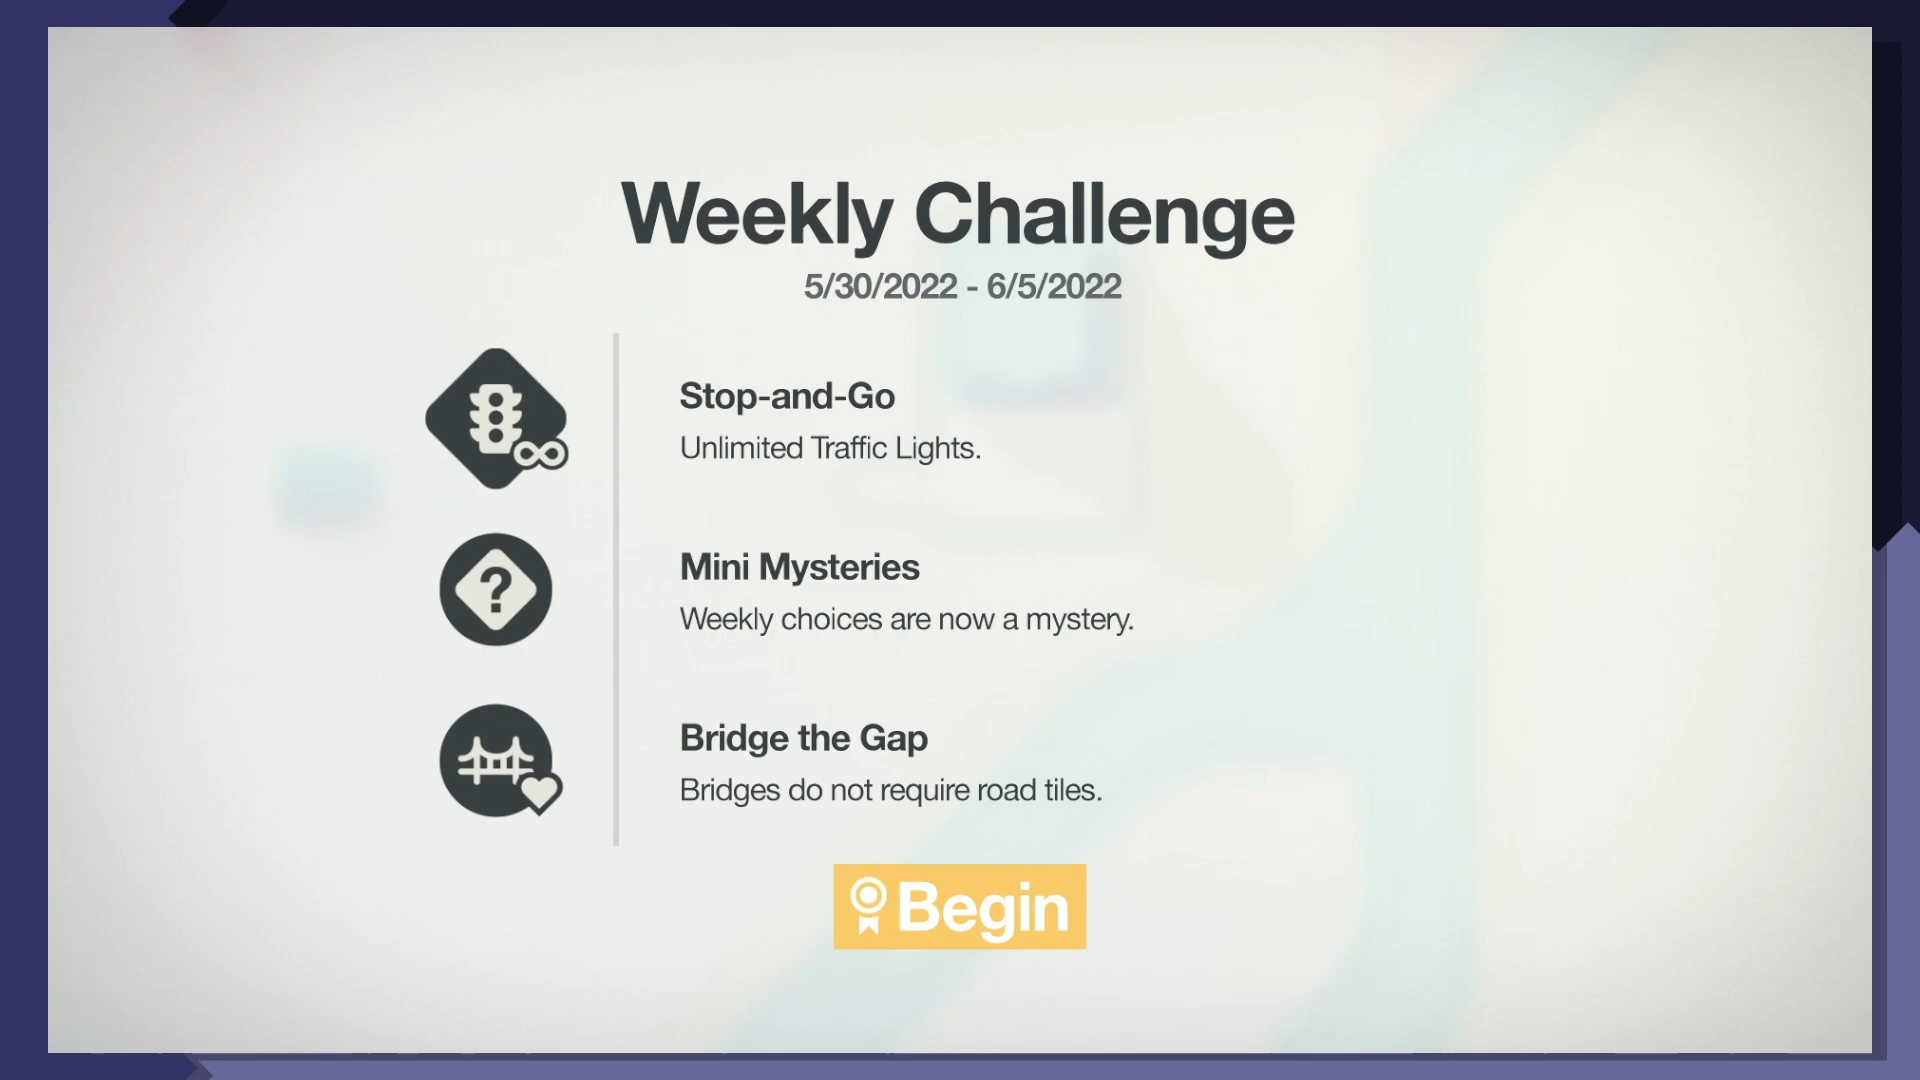 Weekly Challenge
5/30/2022 - 6/5/2022
Stop-and-Go
Unlimited Traffic Lights.
?
Mini Mysteries
Weekly choices are now a mystery.
Bridge the Gap
Bridges do not require road tiles.
Begin